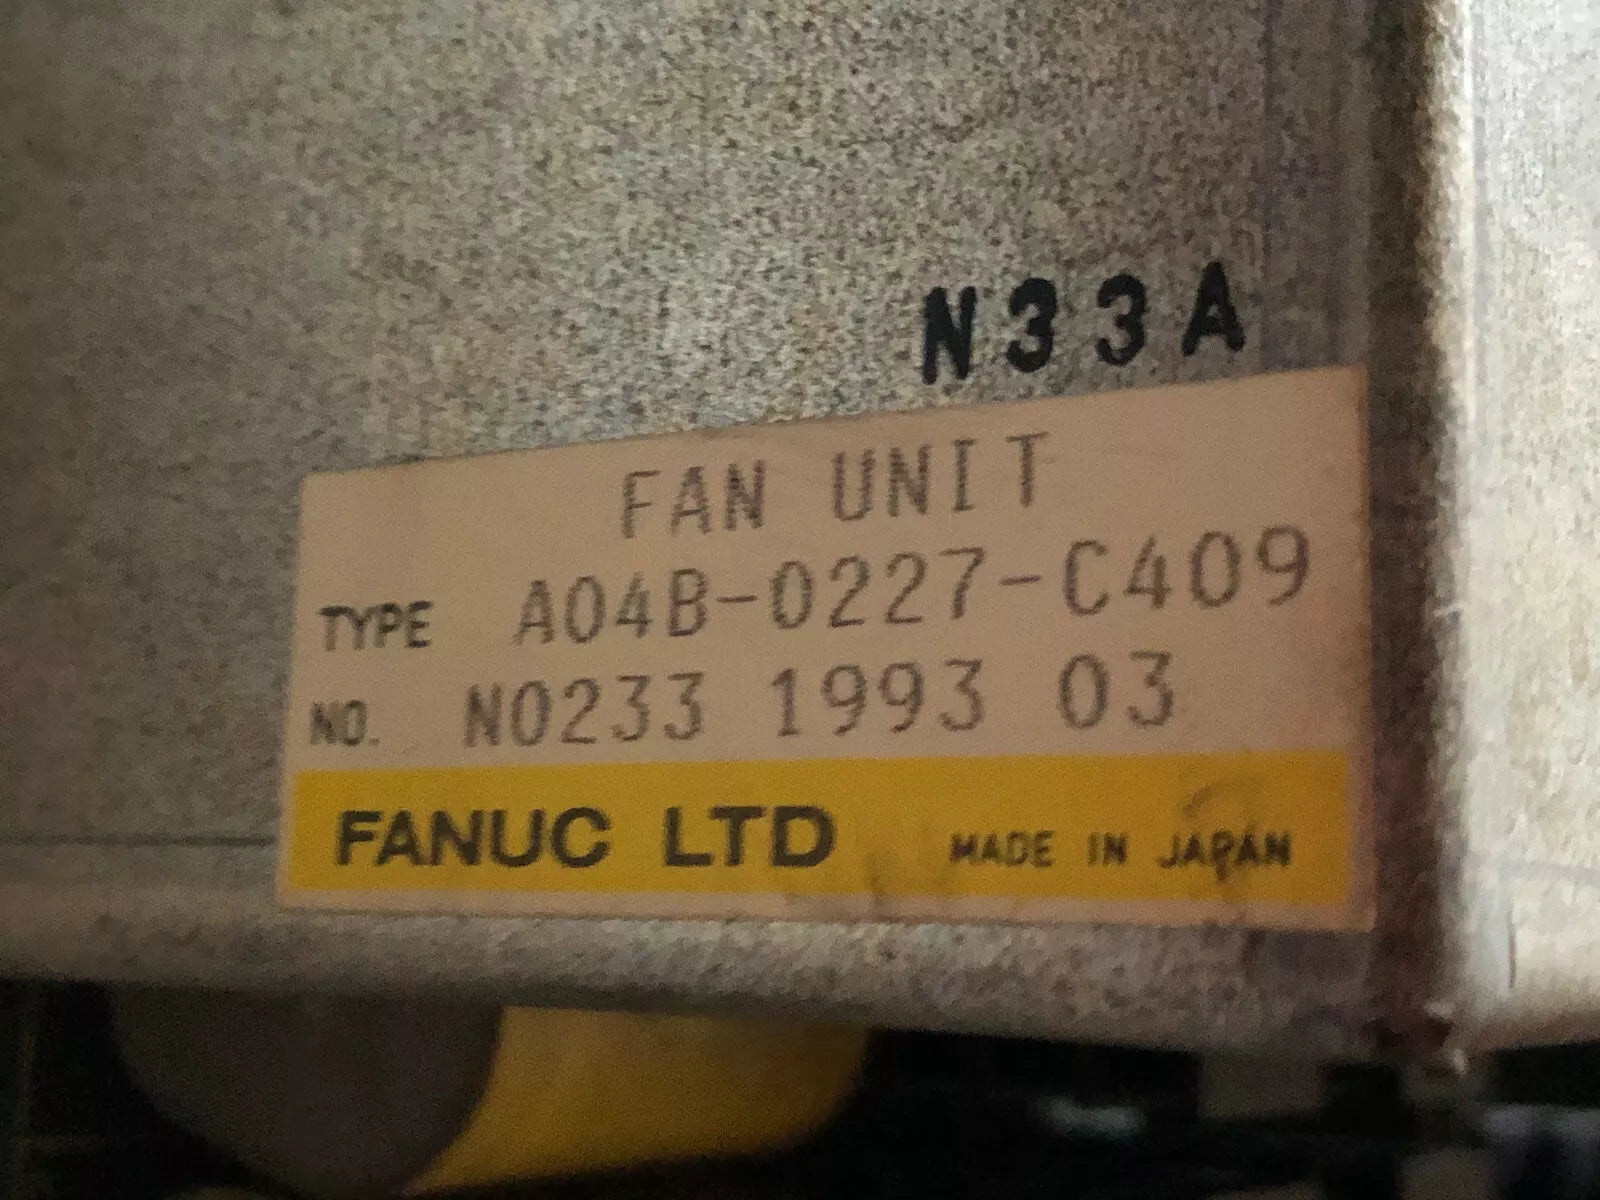 N33A
FAN UNIT
TYPE A04B-0227-C409
NO. N0233 1993 03
FANUC LTD MADE IN JAPAN